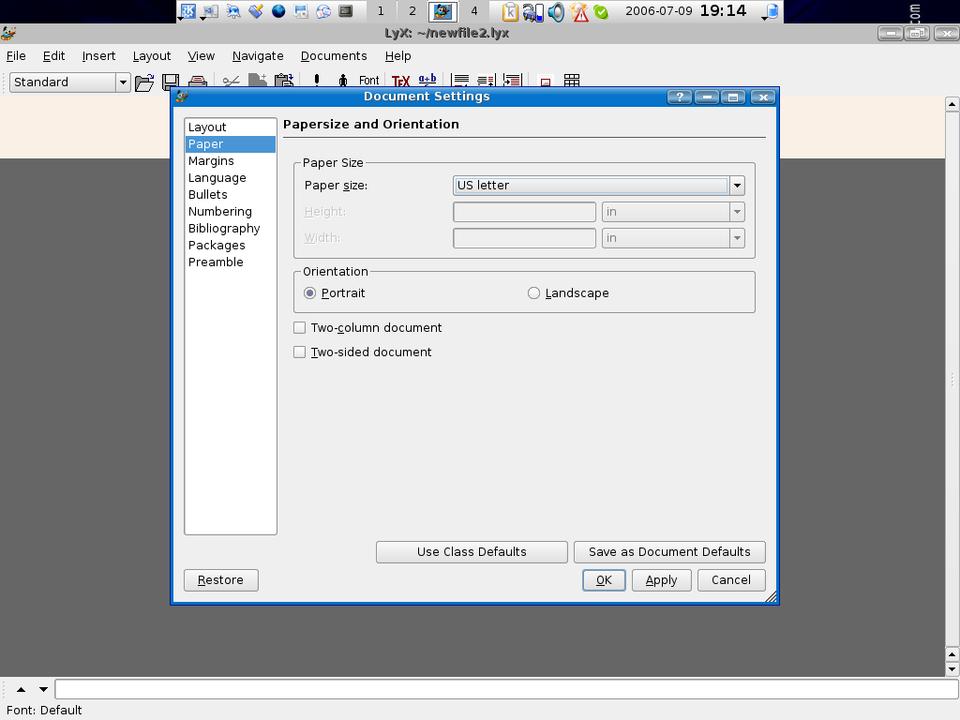 1 2 4 2006-07-09 19:14
com
LyX: ~/newfile2.lyx
File Edit Insert Layout View Navigate Documents Help
Standard Font TEX a+b
Document Settings
?
Layout
Paper
Margins
Language
Bullets
Numbering
Bibliography
Packages
Preamble
Papersize and Orientation
Paper Size
Paper size: US letter
Height: in
Width: in
Orientation
Portrait Landscape
Two-column document
Two-sided document
Use Class Defaults Save as Document Defaults
Restore OK Apply Cancel
Font: Default